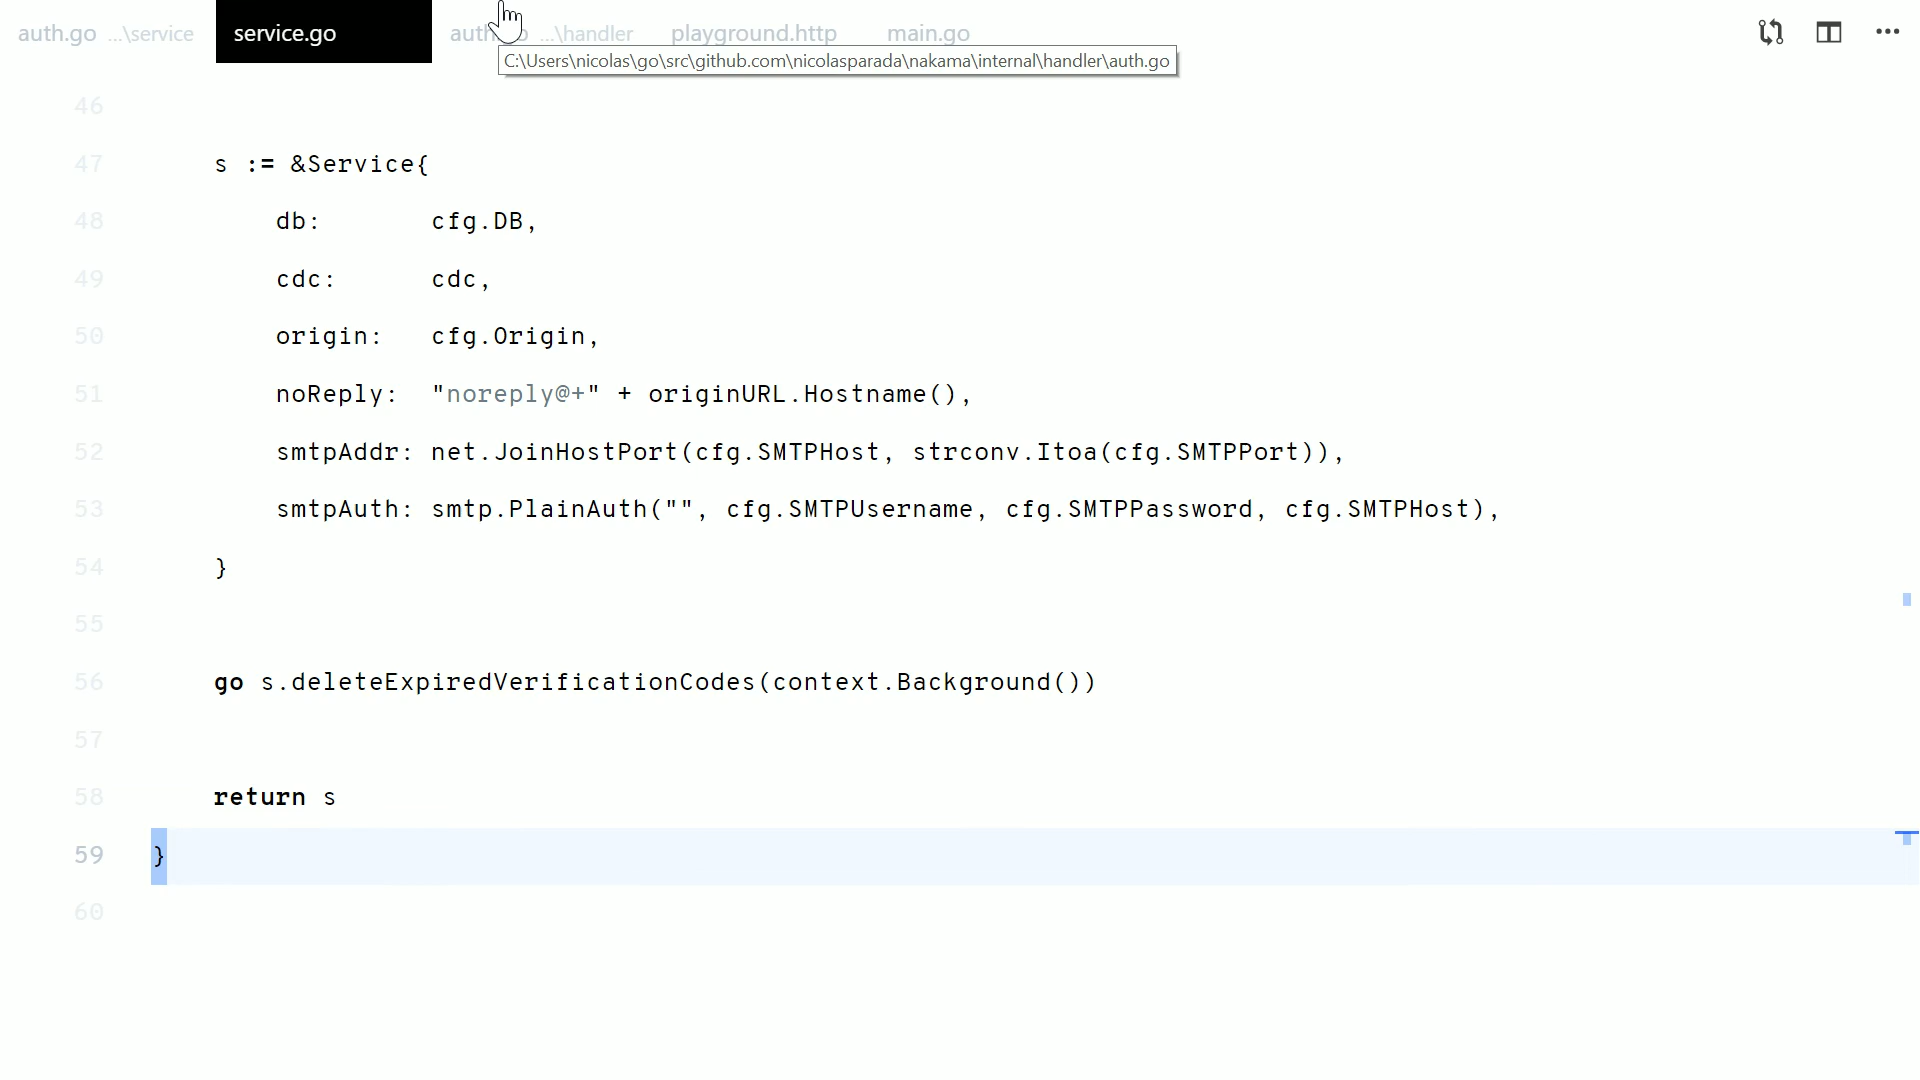 auth.go ...\service service.go auth ...\handler playground.http main.go
C:\Users\nicolas\go\src\github.com\nicolasparada\nakama\internal\handler\auth.go
46
47 s := &Service{
48 db: cfg.DB,
49 cdc: cdc,
50 origin: cfg.Origin,
51 noReply: "noreply@+" + originURL.Hostname(),
52 smtpAddr: net.JoinHostPort(cfg.SMTPHost, strconv.Itoa(cfg.SMTPPort)),
53 smtpAuth: smtp.PlainAuth("", cfg.SMTPUsername, cfg.SMTPPassword, cfg.SMTPHost),
54 }
55
56 go s.deleteExpiredVerificationCodes(context.Background())
57
58 return s
59 }
60